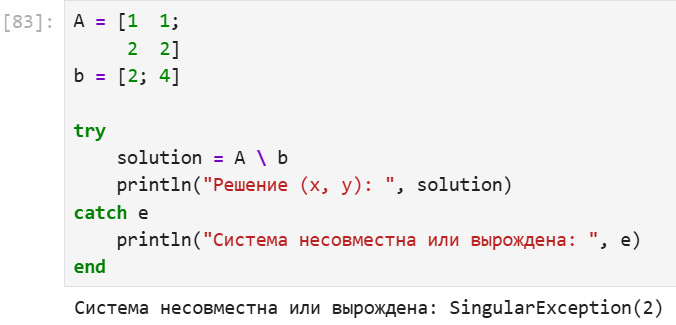 [83]: A = [1 1;
2 2]
b = [2; 4]
try
solution = A \ b
println("Решение (x, y): ", solution)
catch e
println("Система несовместна или вырождена: ", e)
end
Система несовместна или вырождена: SingularException(2)